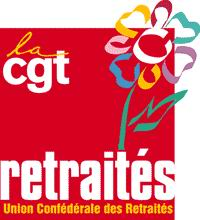 la
cgt
retraités
Union Confédérale des Retraités